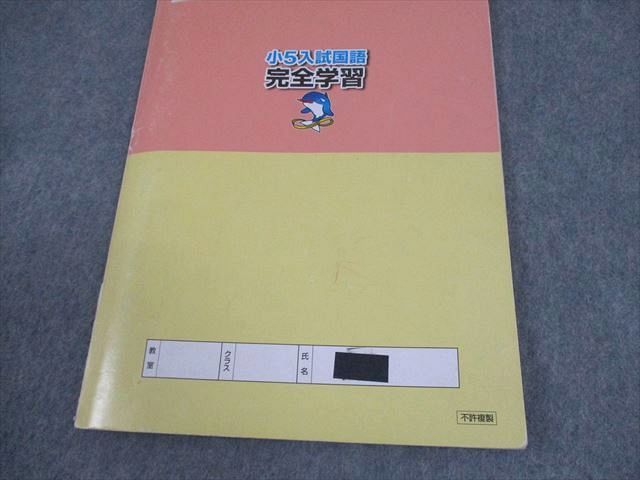 小5入試国語
完全学習
教室
クラス
氏名
不許複製